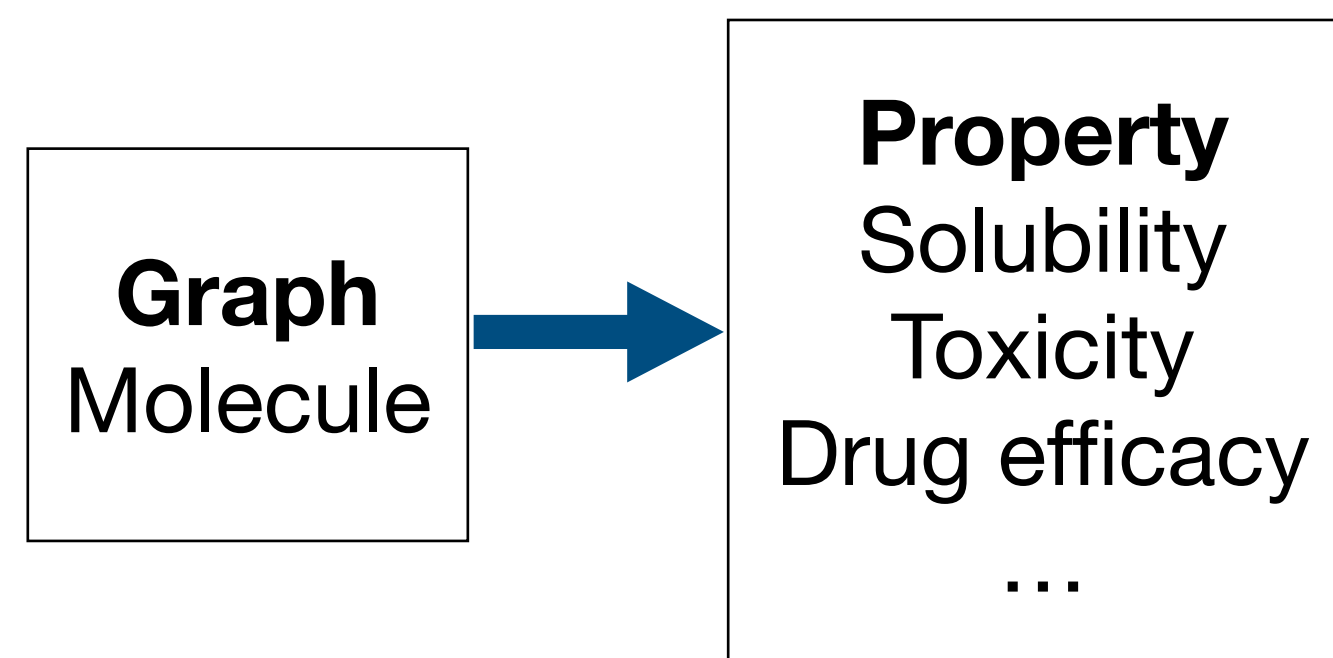 Graph
Molecule
Property
Solubility
Toxicity
Drug efficacy
...